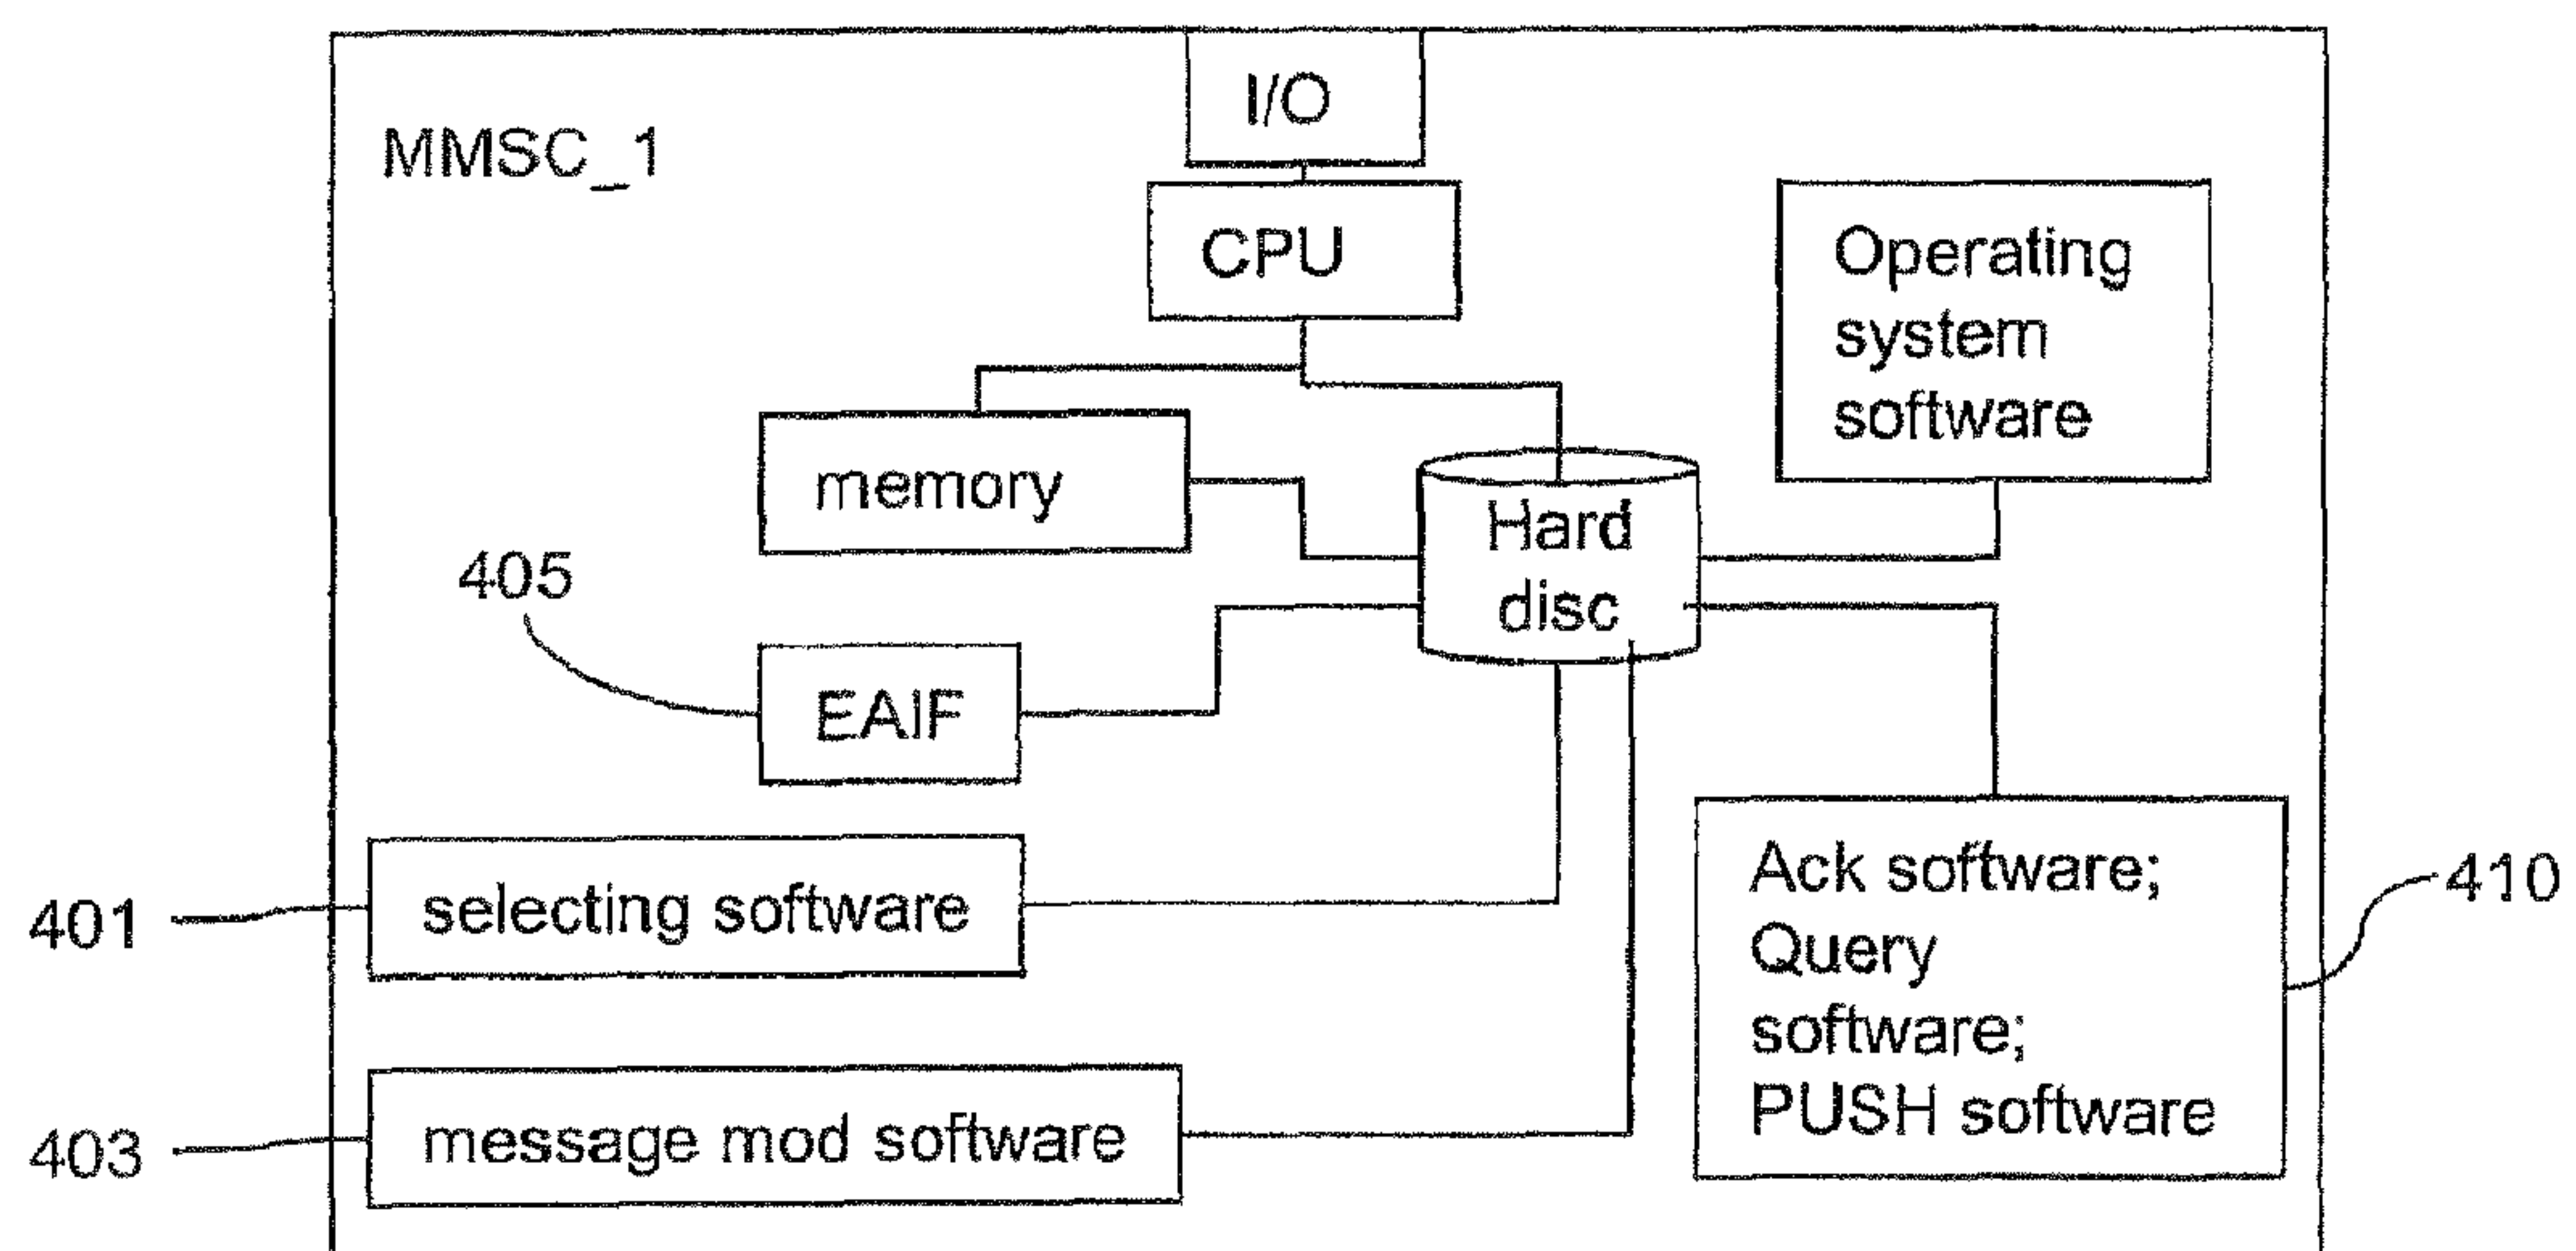 I/O
MMSC_1
CPU
Operating
system
software
memory
Hard
disc
405
EAIF
401
selecting software
Ack software;
Query
software;
PUSH software
410
403
message mod software